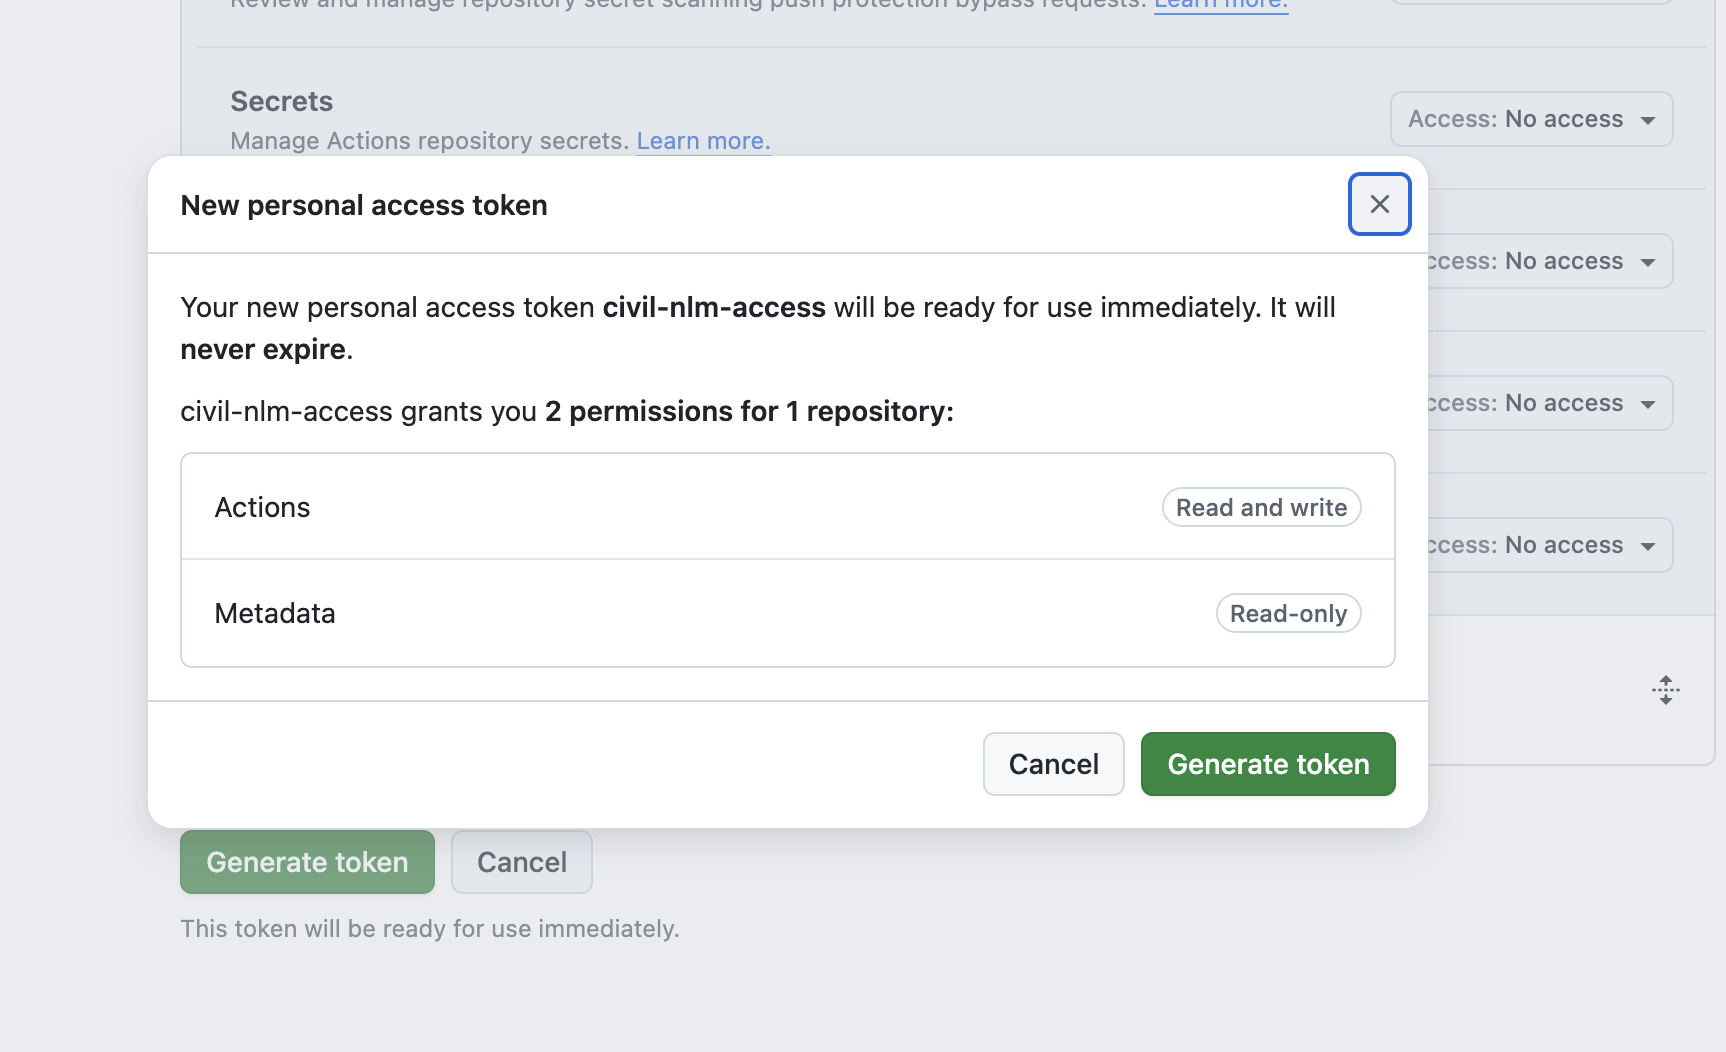 Review and manage repository secret scanning push protection bypass requests. Learn more.
Secrets
Manage Actions repository secrets. Learn more.
Access: No access
New personal access token
Your new personal access token civil-nlm-access will be ready for use immediately. It will
never expire.
civil-nlm-access grants you 2 permissions for 1 repository:
Actions
Read and write
Metadata
Read-only
Cancel
Generate token
ccess: No access
ccess: No access
ccess: No access
Generate token
Cancel
This token will be ready for use immediately.